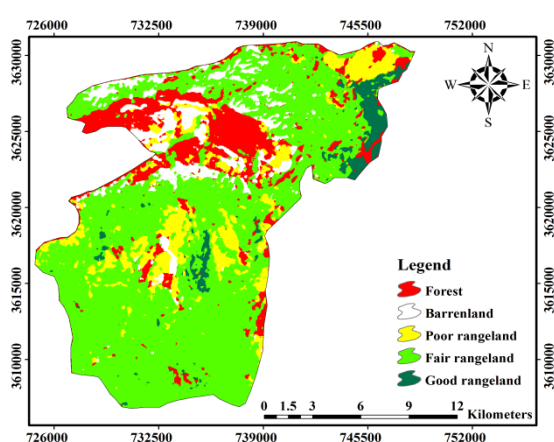 726000 732500 739000 745500 752000
3630000
3625000
3620000
3615000
3610000
3630000
3625000
3620000
3615000
3610000
N
W E
S
Legend
Forest
Barrenland
Poor rangeland
Fair rangeland
Good rangeland
0 1.5 3 6 9 12
Kilometers
726000 732500 739000 745500 752000